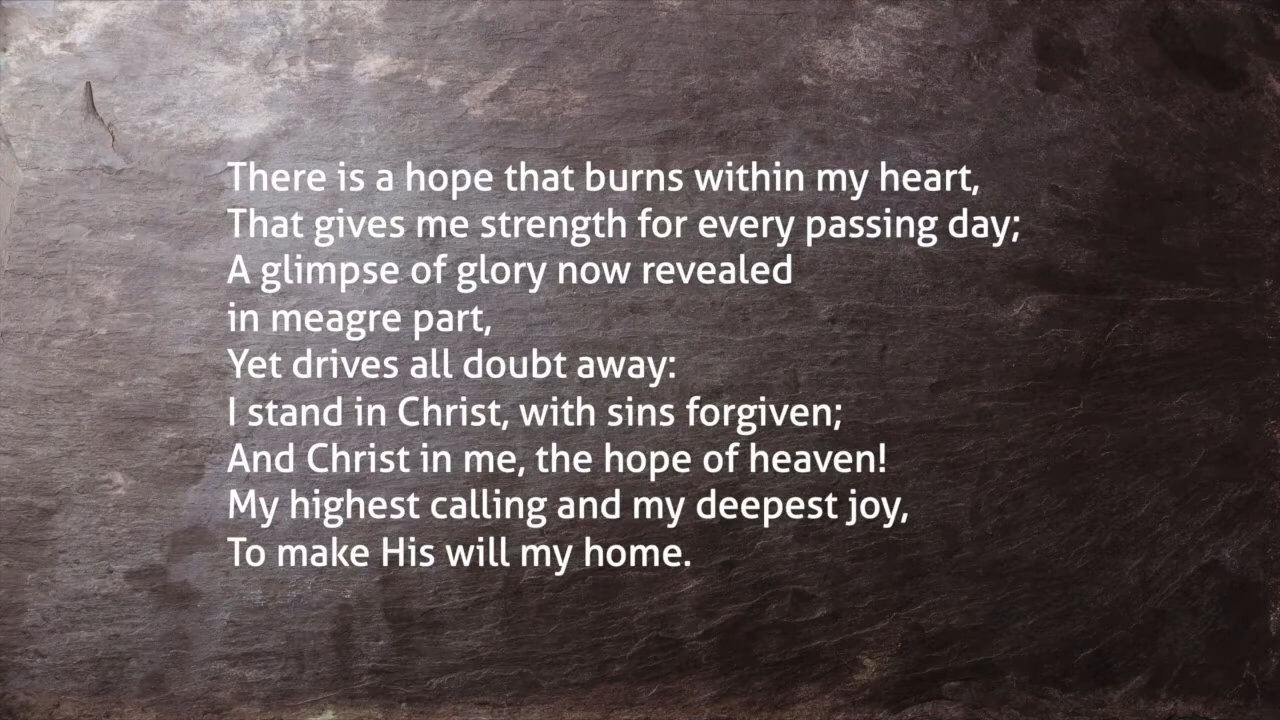 There is a hope that burns within my heart,
That gives me strength for every passing day;
A glimpse of glory now revealed
in meagre part,
Yet drives all doubt away:
I stand in Christ, with sins forgiven;
And Christ in me, the hope of heaven!
My highest calling and my deepest joy,
To make His will my home.